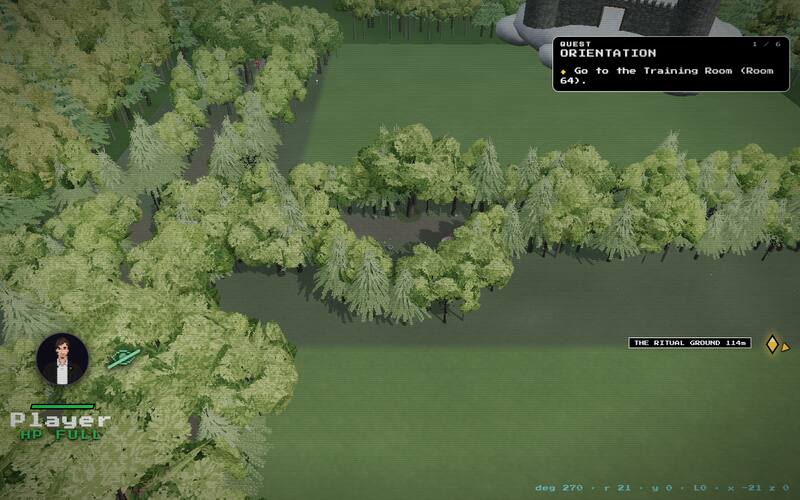 QUEST 1 / 6
ORIENTATION
◆ Go to the Training Room (Room
64).
THE RITUAL GROUND 114m
Player
HP FULL
deg 270 · r 21 · y 0 · L0 · x -21 z 0